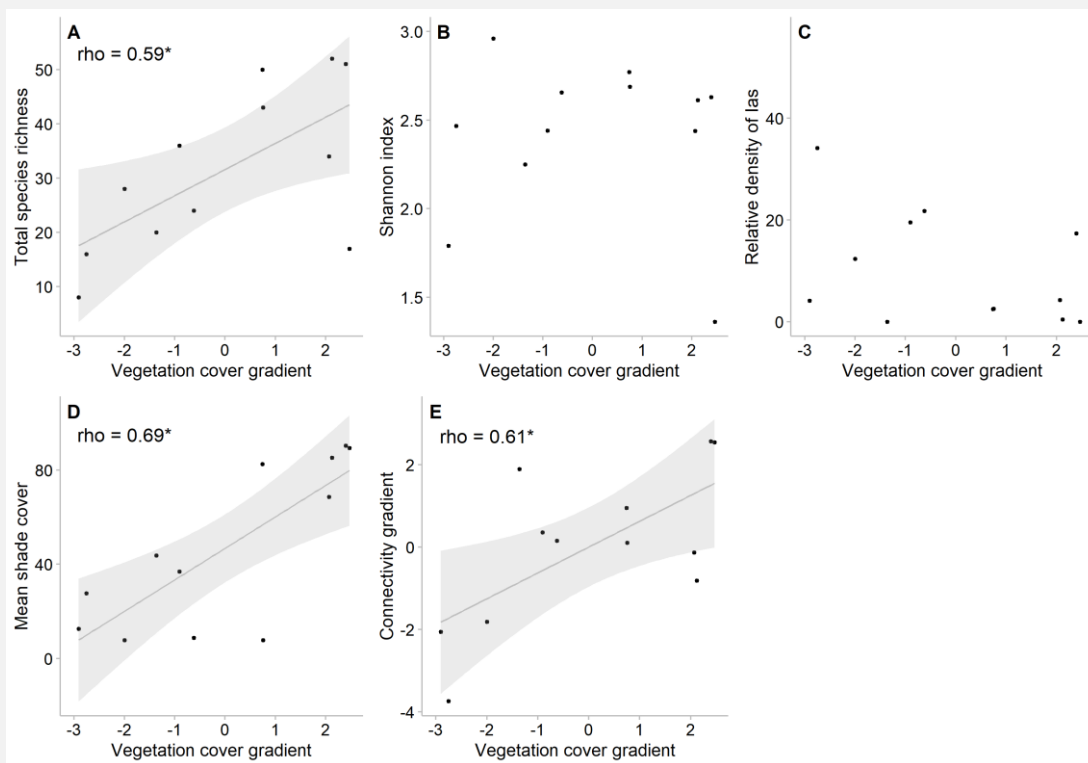 A
rho = 0.59*
Total species richness
50
40
30
20
10
-3 -2 -1 0 1 2
Vegetation cover gradient
B
Shannon index
3.0
2.5
2.0
1.5
-3 -2 -1 0 1 2
Vegetation cover gradient
C
Relative density of Ias
40
20
0
-3 -2 -1 0 1 2
Vegetation cover gradient
D
rho = 0.69*
Mean shade cover
80
40
0
-3 -2 -1 0 1 2
Vegetation cover gradient
E
rho = 0.61*
Connectivity gradient
2
0
-2
-4
-3 -2 -1 0 1 2
Vegetation cover gradient